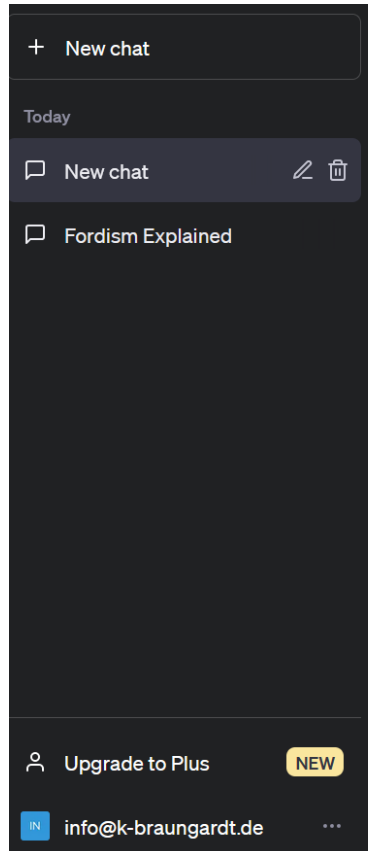 + New chat
Today
New chat
Fordism Explained
Upgrade to Plus NEW
IN info@k-braungardt.de ...